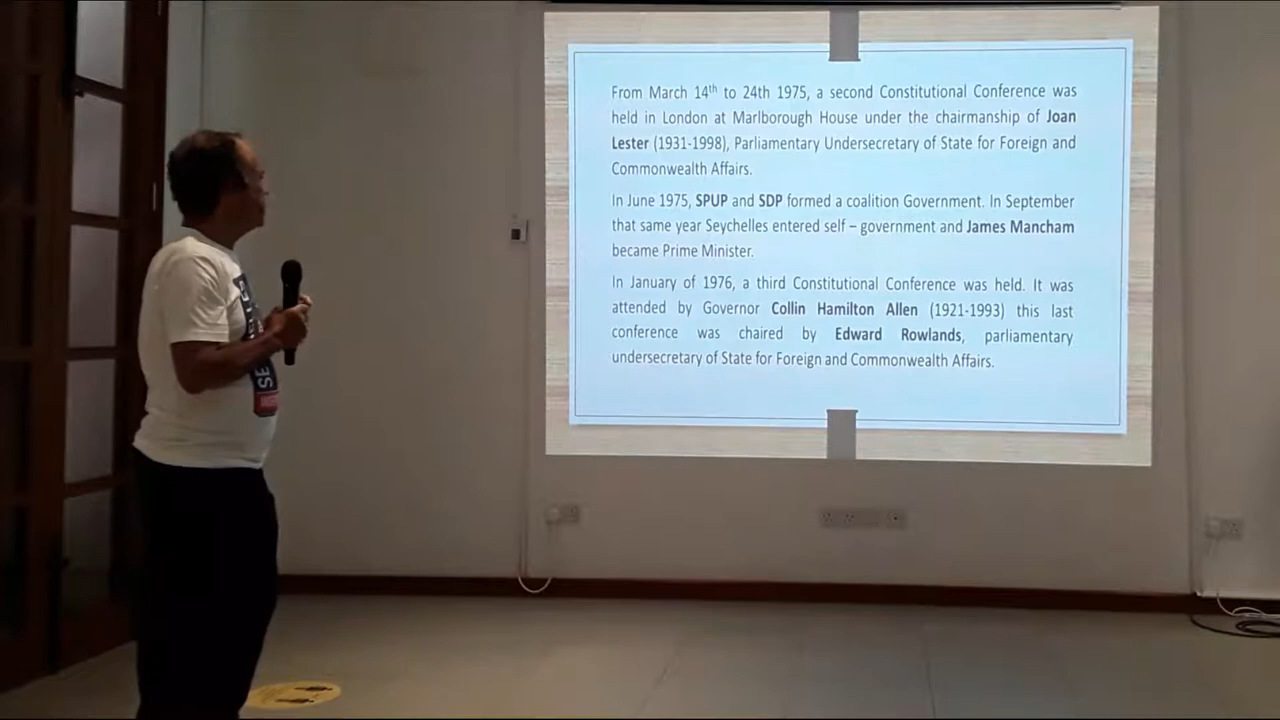 From March 14th to 24th 1975, a second Constitutional Conference was
held in London at Marlborough House under the chairmanship of Joan
Lester (1931-1998), Parliamentary Undersecretary of State for Foreign and
Commonwealth Affairs.
In June 1975, SPUP and SDP formed a coalition Government. In September
that same year Seychelles entered self – government and James Mancham
became Prime Minister.
In January of 1976, a third Constitutional Conference was held. It was
attended by Governor Collin Hamilton Allen (1921-1993) this last
conference was chaired by Edward Rowlands, parliamentary
undersecretary of State for Foreign and Commonwealth Affairs.
SE